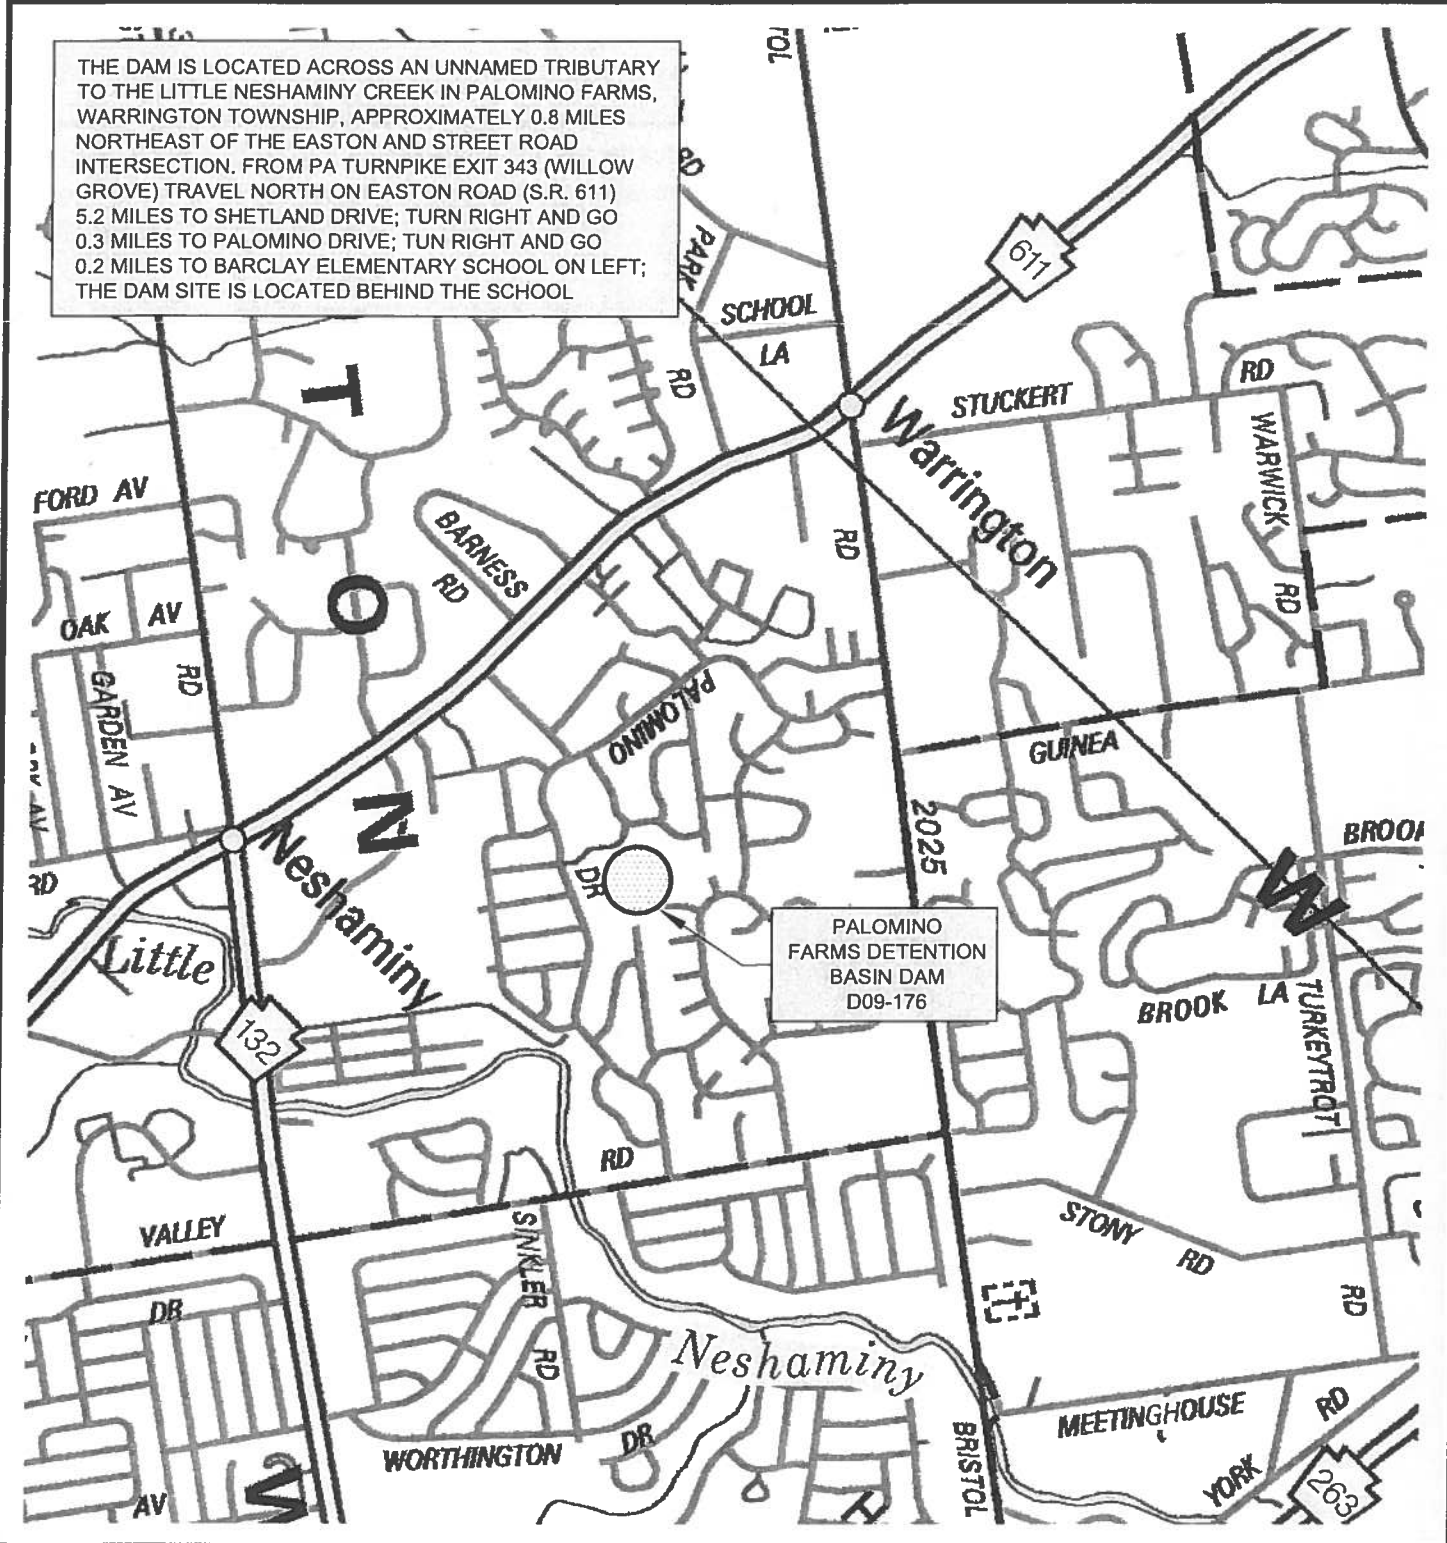 THE DAM IS LOCATED ACROSS AN UNNAMED TRIBUTARY
TO THE LITTLE NESHAMINY CREEK IN PALOMINO FARMS,
WARRINGTON TOWNSHIP, APPROXIMATELY 0.8 MILES
NORTHEAST OF THE EASTON AND STREET ROAD
INTERSECTION. FROM PA TURNPIKE EXIT 343 (WILLOW
GROVE) TRAVEL NORTH ON EASTON ROAD (S.R. 611)
5.2 MILES TO SHETLAND DRIVE; TURN RIGHT AND GO
0.3 MILES TO PALOMINO DRIVE; TUN RIGHT AND GO
0.2 MILES TO BARCLAY ELEMENTARY SCHOOL ON LEFT;
THE DAM SITE IS LOCATED BEHIND THE SCHOOL
RD
PARK
RD
611
SCHOOL
LA
T
STUCKERT
RD
Warrington
WARWICK
RD
FORD AV
BARNESS
RD
RD
O
OAK AV
RD
GARDEN AV
AV
PALOMINO
DR
GUINEA
N
2025
BROOK
RD
Neshaminy
Little
132
PALOMINO
FARMS DETENTION
BASIN DAM
D09-176
W
BROOK LA
TURKEYTROT
RD
RD
VALLEY
SINKLER
RD
STONY
RD
DR
Neshaminy
WORTHINGTON
DR
MEETINGHOUSE
RD
BRISTOL
YORK
263
AV
W
H